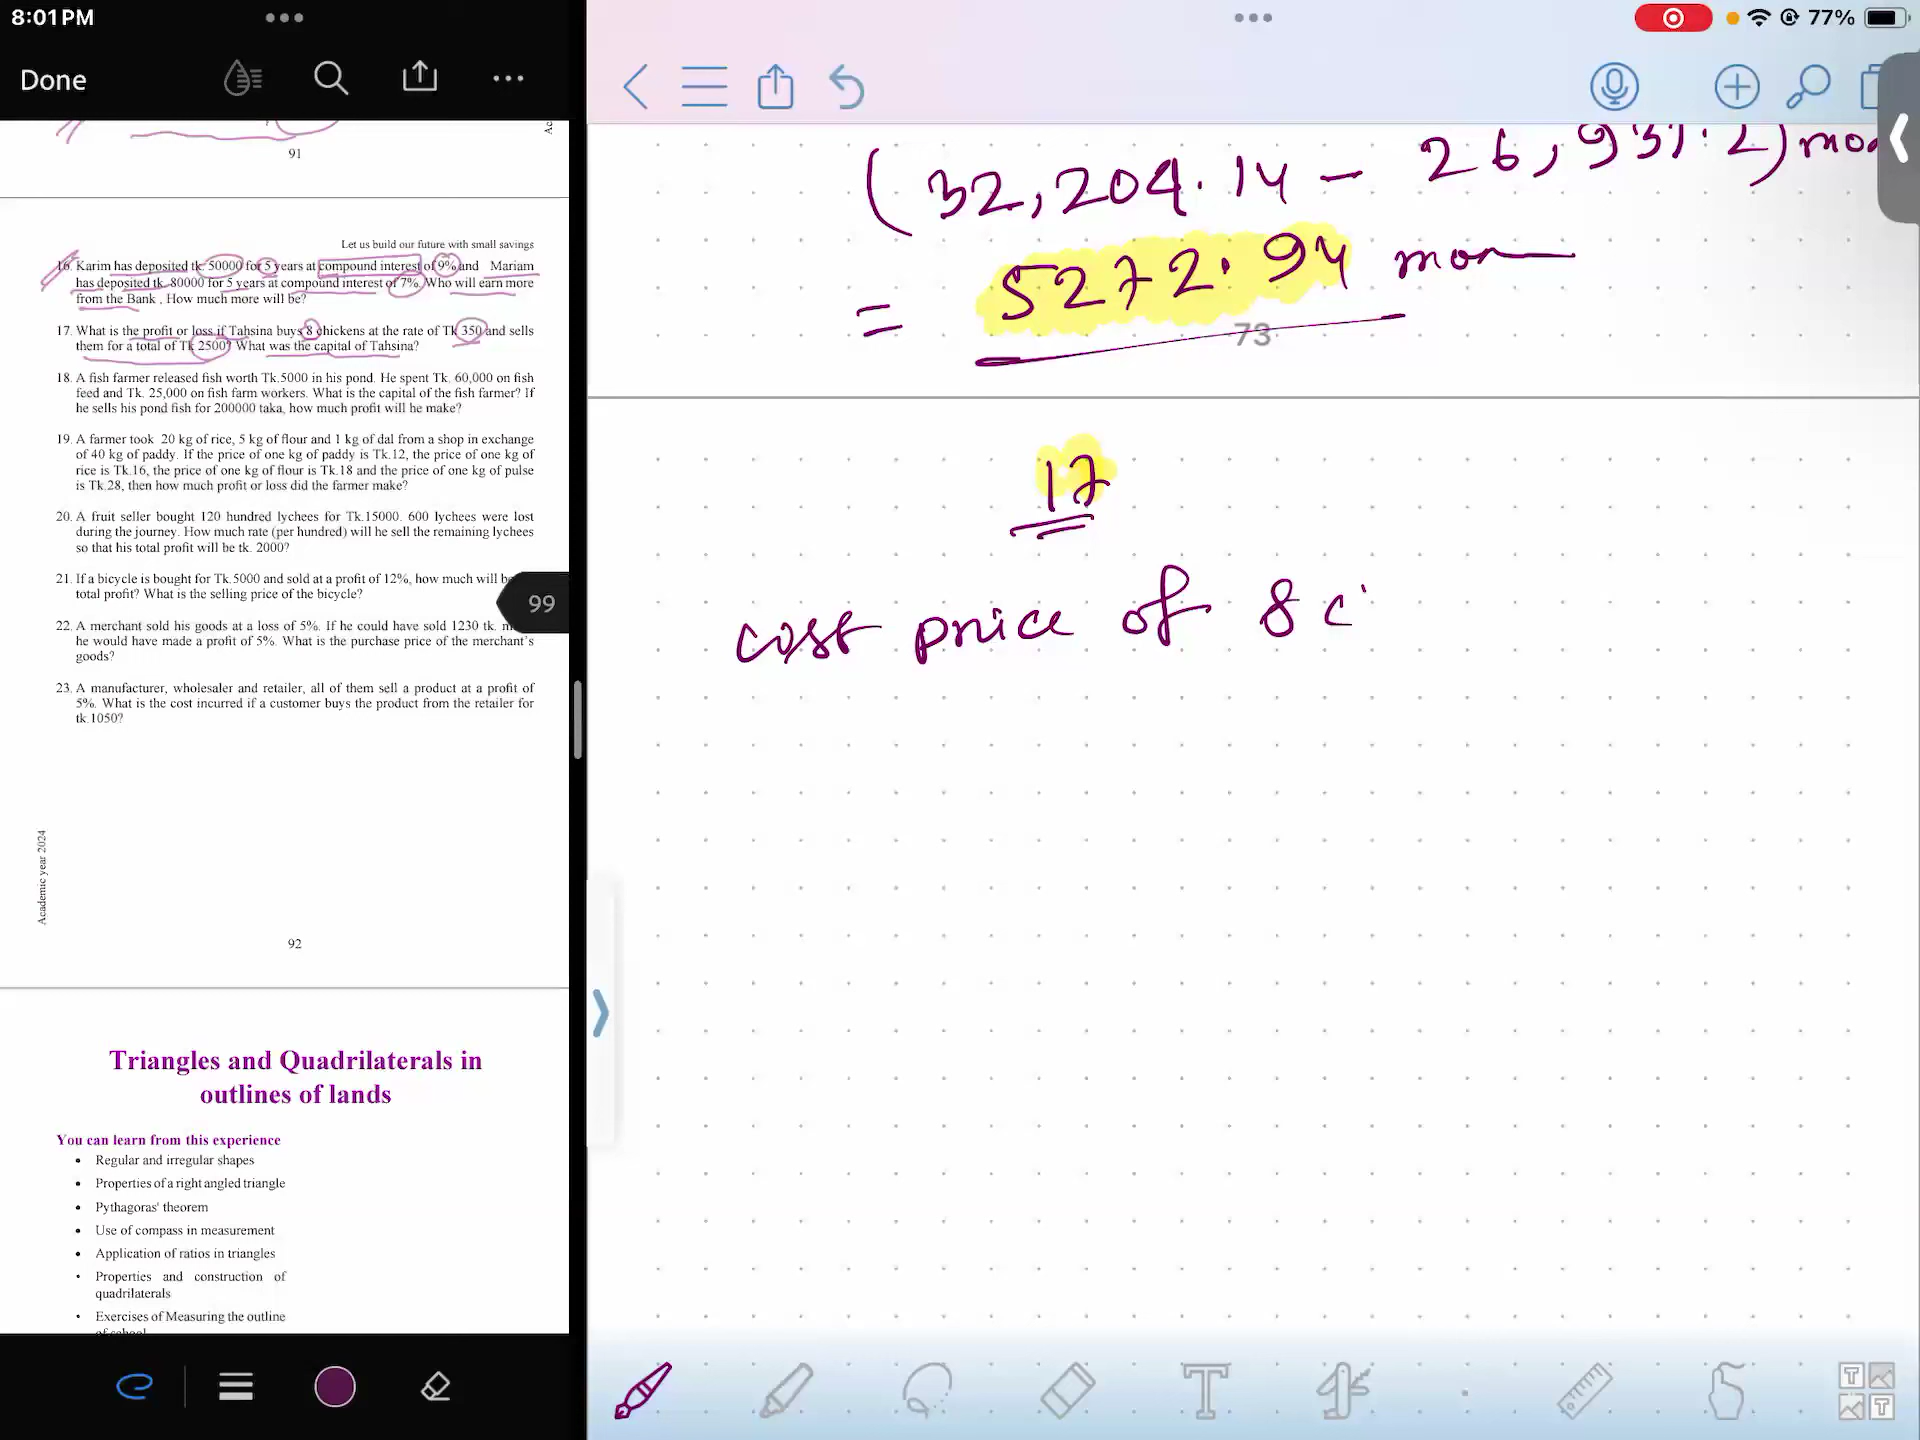 8:01PM
77%
Done
91
Let us build our future with small savings
16. Karim has deposited tk. 50000 for 5 years at compound interest of 9% and Mariam
has deposited tk. 80000 for 5 years at compound interest of 7%. Who will earn more
from the Bank . How much more will be?
17. What is the profit or loss if Tahsina buys 8 chickens at the rate of Tk 350 and sells
them for a total of Tk 2500? What was the capital of Tahsina?
18. A fish farmer released fish worth Tk.5000 in his pond. He spent Tk. 60,000 on fish
feed and Tk. 25,000 on fish farm workers. What is the capital of the fish farmer? If
he sells his pond fish for 200000 taka, how much profit will he make?
19. A farmer took 20 kg of rice, 5 kg of flour and 1 kg of dal from a shop in exchange
of 40 kg of paddy. If the price of one kg of paddy is Tk.12, the price of one kg of
rice is Tk.16, the price of one kg of flour is Tk.18 and the price of one kg of pulse
is Tk.28, then how much profit or loss did the farmer make?
20. A fruit seller bought 120 hundred lychees for Tk.15000. 600 lychees were lost
during the journey. How much rate (per hundred) will he sell the remaining lychees
so that his total profit will be tk. 2000?
21. If a bicycle is bought for Tk.5000 and sold at a profit of 12%, how much will be
total profit? What is the selling price of the bicycle?
99
22. A merchant sold his goods at a loss of 5%. If he could have sold 1230 tk. m
he would have made a profit of 5%. What is the purchase price of the merchant's
goods?
23. A manufacturer, wholesaler and retailer, all of them sell a product at a profit of
5%. What is the cost incurred if a customer buys the product from the retailer for
tk.1050?
Academic year 2024
92
Triangles and Quadrilaterals in
outlines of lands
You can learn from this experience
• Regular and irregular shapes
• Properties of a right angled triangle
• Pythagoras' theorem
• Use of compass in measurement
• Application of ratios in triangles
• Properties and construction of
quadrilaterals
• Exercises of Measuring the outline
of school
(32,204.14 - 26,931.2) mo
= 5272.94 mor
73
17
cost price of 8 c